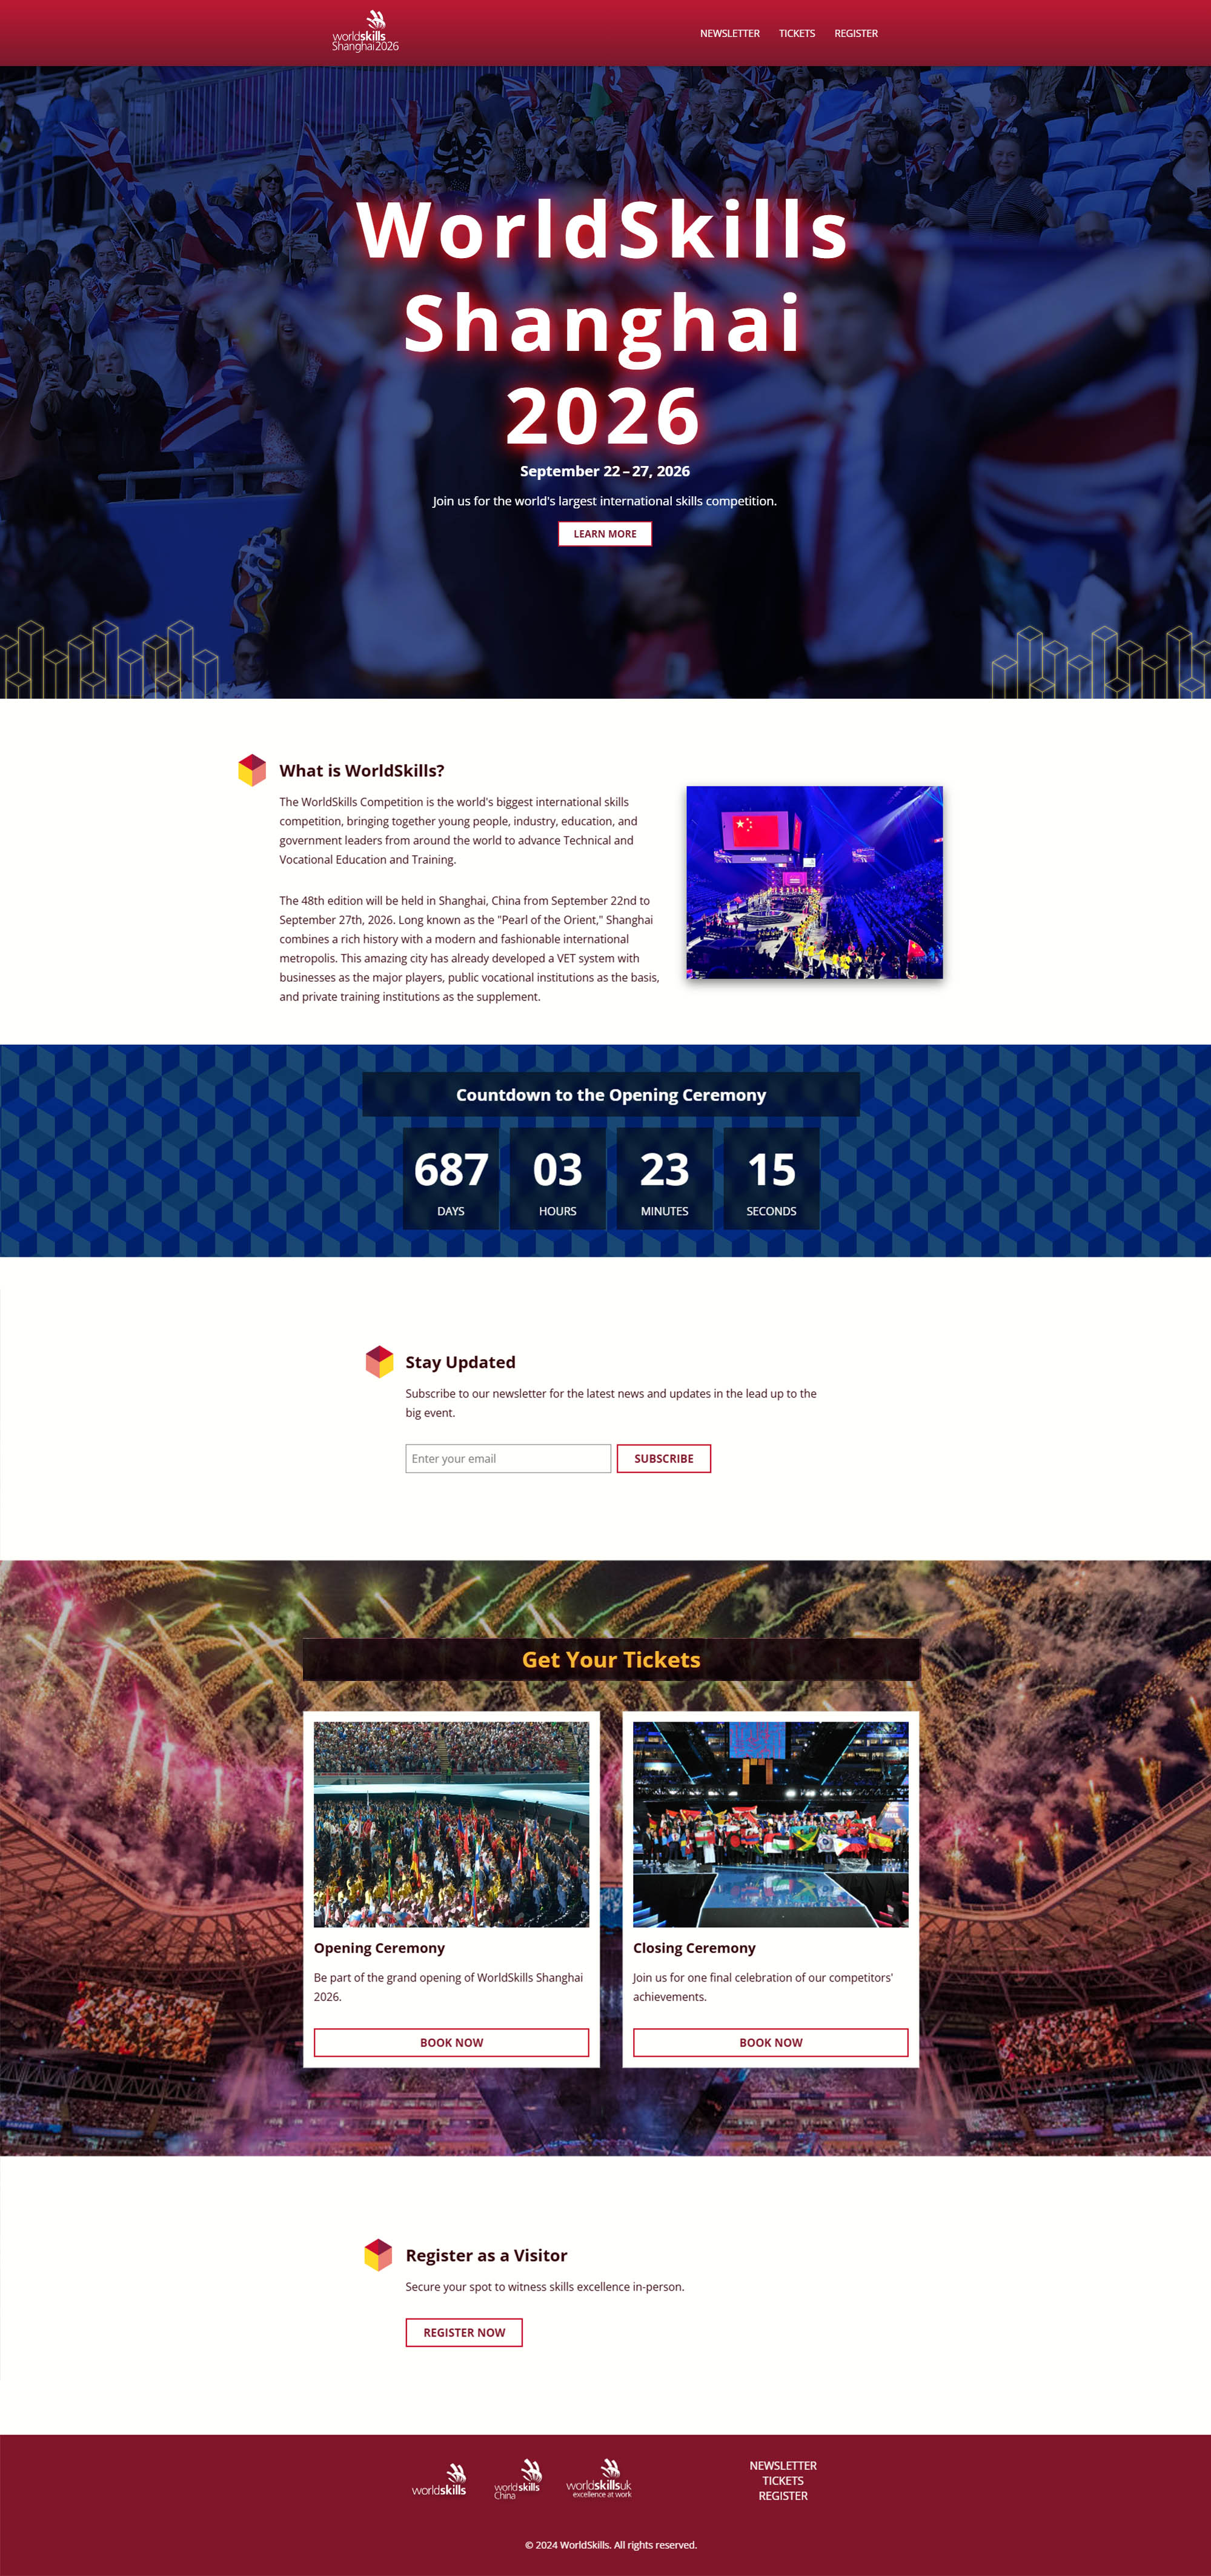 worldskills
Shanghai2026
NEWSLETTER TICKETS REGISTER
WorldSkills
Shanghai
2026
September 22 – 27, 2026
Join us for the world's largest international skills competition.
LEARN MORE
What is WorldSkills?
The WorldSkills Competition is the world's biggest international skills
competition, bringing together young people, industry, education, and
government leaders from around the world to advance Technical and
Vocational Education and Training.
The 48th edition will be held in Shanghai, China from September 22nd to
September 27th, 2026. Long known as the "Pearl of the Orient," Shanghai
combines a rich history with a modern and fashionable international
metropolis. This amazing city has already developed a VET system with
businesses as the major players, public vocational institutions as the basis,
and private training institutions as the supplement.
CHINA
Countdown to the Opening Ceremony
687 03 23 15
DAYS HOURS MINUTES SECONDS
Stay Updated
Subscribe to our newsletter for the latest news and updates in the lead up to the
big event.
Enter your email SUBSCRIBE
Get Your Tickets
Opening Ceremony
Be part of the grand opening of WorldSkills Shanghai
2026.
BOOK NOW
Closing Ceremony
Join us for one final celebration of our competitors'
achievements.
BOOK NOW
Register as a Visitor
Secure your spot to witness skills excellence in-person.
REGISTER NOW
worldskills
worldskills
China
worldskillsuk
excellence at work
NEWSLETTER
TICKETS
REGISTER
© 2024 WorldSkills. All rights reserved.